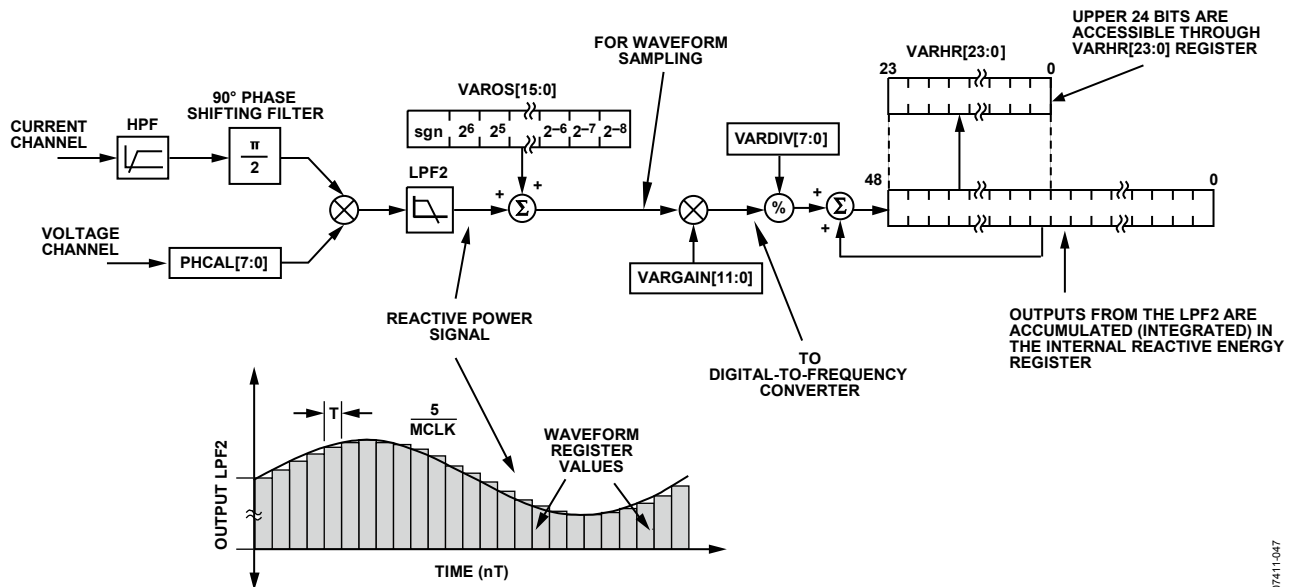 UPPER 24 BITS ARE
ACCESSIBLE THROUGH
VARHR[23:0] REGISTER
FOR WAVEFORM
SAMPLING
VARHR[23:0]
23
0
VAROS[15:0]
sgn 2^6 2^5 2^–6 2^–7 2^–8
90° PHASE
SHIFTING FILTER
HPF
CURRENT
CHANNEL
π
2
LPF2
+
+
Σ
VARDIV[7:0]
%
+
Σ
+
48
0
VOLTAGE
CHANNEL
PHCAL[7:0]
VARGAIN[11:0]
REACTIVE POWER
SIGNAL
TO
DIGITAL-TO-FREQUENCY
CONVERTER
OUTPUTS FROM THE LPF2 ARE
ACCUMULATED (INTEGRATED) IN
THE INTERNAL REACTIVE ENERGY
REGISTER
T
5
MCLK
WAVEFORM
REGISTER
VALUES
OUTPUT LPF2
TIME (nT)
07411-047